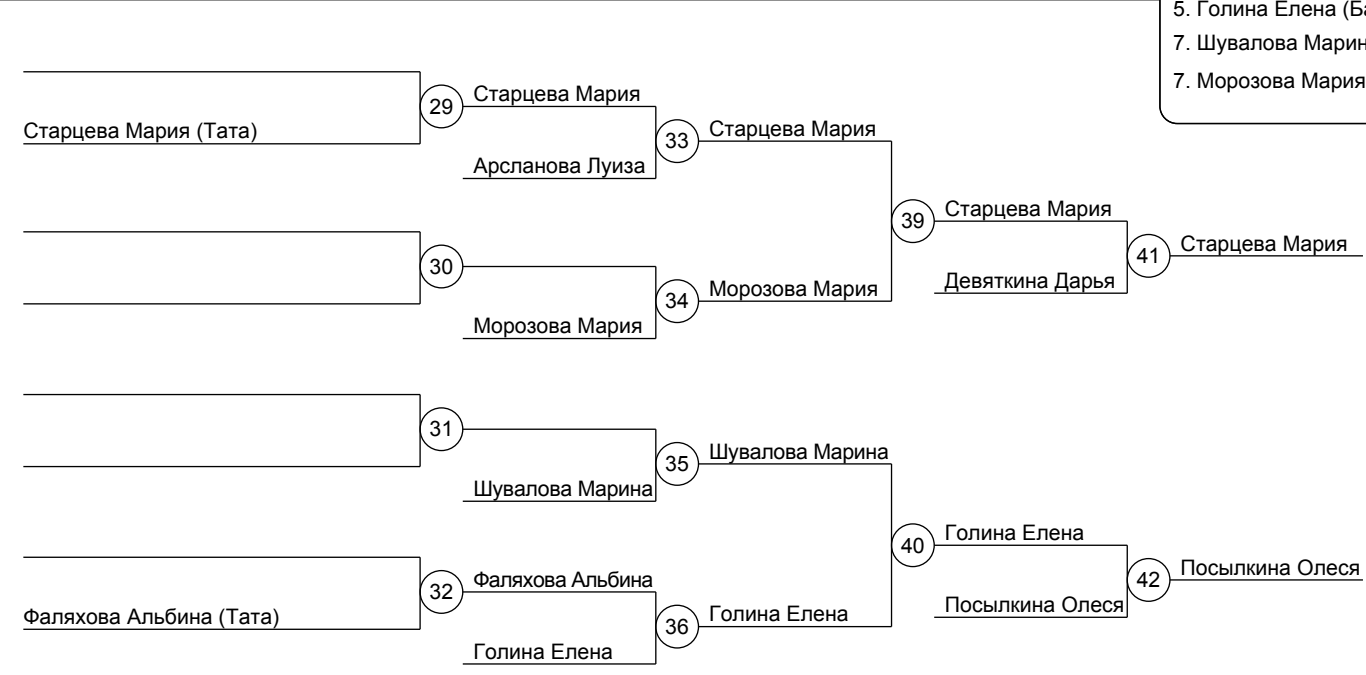 5. Голина Елена (Ба
7. Шувалова Марин
7. Морозова Мария
29 Старцева Мария
Старцева Мария (Тата)
33 Старцева Мария
Арсланова Луиза
39 Старцева Мария
41 Старцева Мария
30
Девяткина Дарья
34 Морозова Мария
Морозова Мария
31
35 Шувалова Марина
Шувалова Марина
40 Голина Елена
42 Посылкина Олеся
32 Фаляхова Альбина
Посылкина Олеся
Фаляхова Альбина (Тата)
36 Голина Елена
Голина Елена